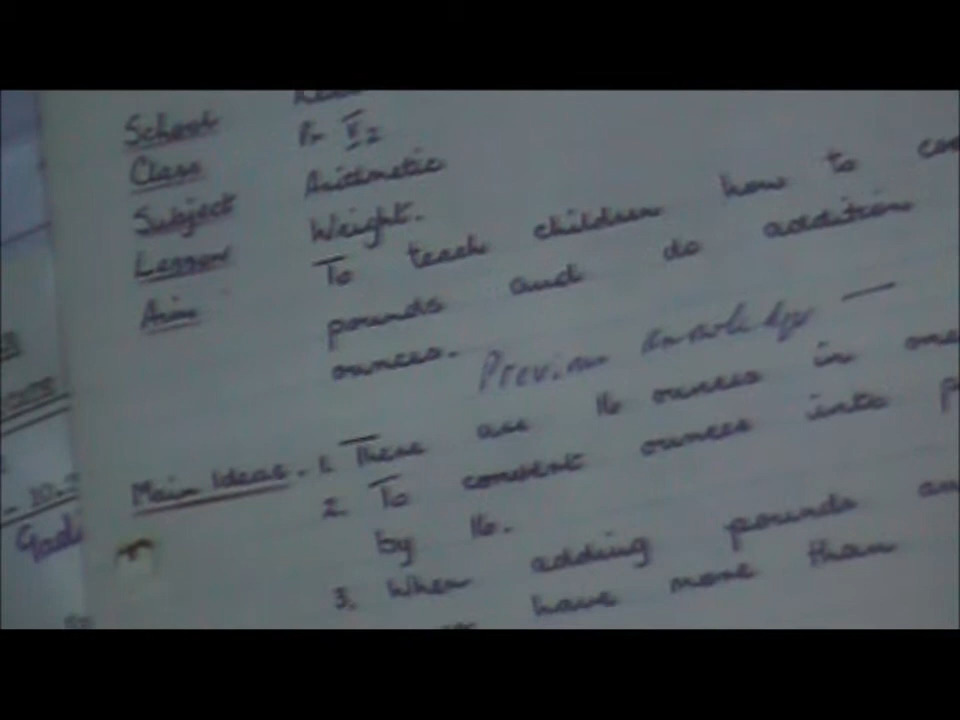 School
Class Pr V2
Subject Arithmetic
Lesson Weight.
Aim To teach children how to
pounds and do addition
ounces.
Previous knowledge —
Main Ideas. 1. There are 16 ounces in one
2. To convert ounces into
by 16.
3. When adding pounds
have more than